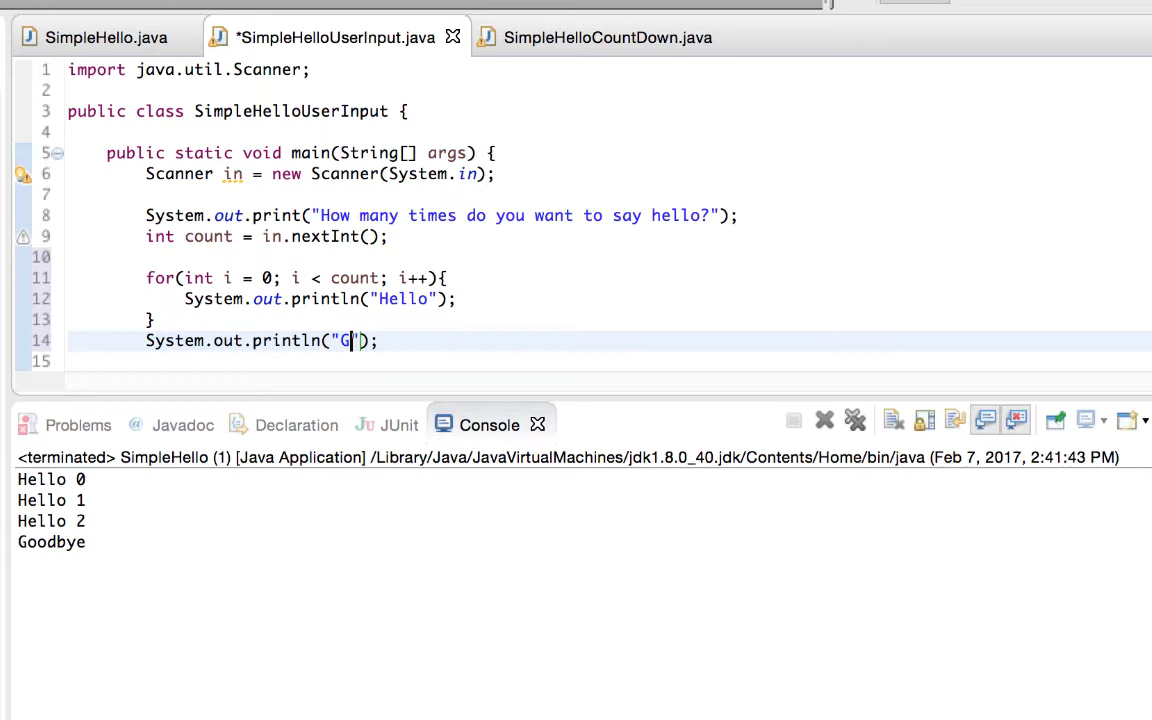 SimpleHello.java *SimpleHelloUserInput.java SimpleHelloCountDown.java
1 import java.util.Scanner;
2
3 public class SimpleHelloUserInput {
4
5 public static void main(String[] args) {
6 Scanner in = new Scanner(System.in);
7
8 System.out.print("How many times do you want to say hello?");
9 int count = in.nextInt();
10
11 for(int i = 0; i < count; i++){
12 System.out.println("Hello");
13 }
14 System.out.println("G");
15
Problems @ Javadoc Declaration JU JUnit Console
<terminated> SimpleHello (1) [Java Application] /Library/Java/JavaVirtualMachines/jdk1.8.0_40.jdk/Contents/Home/bin/java (Feb 7, 2017, 2:41:43 PM)
Hello 0
Hello 1
Hello 2
Goodbye